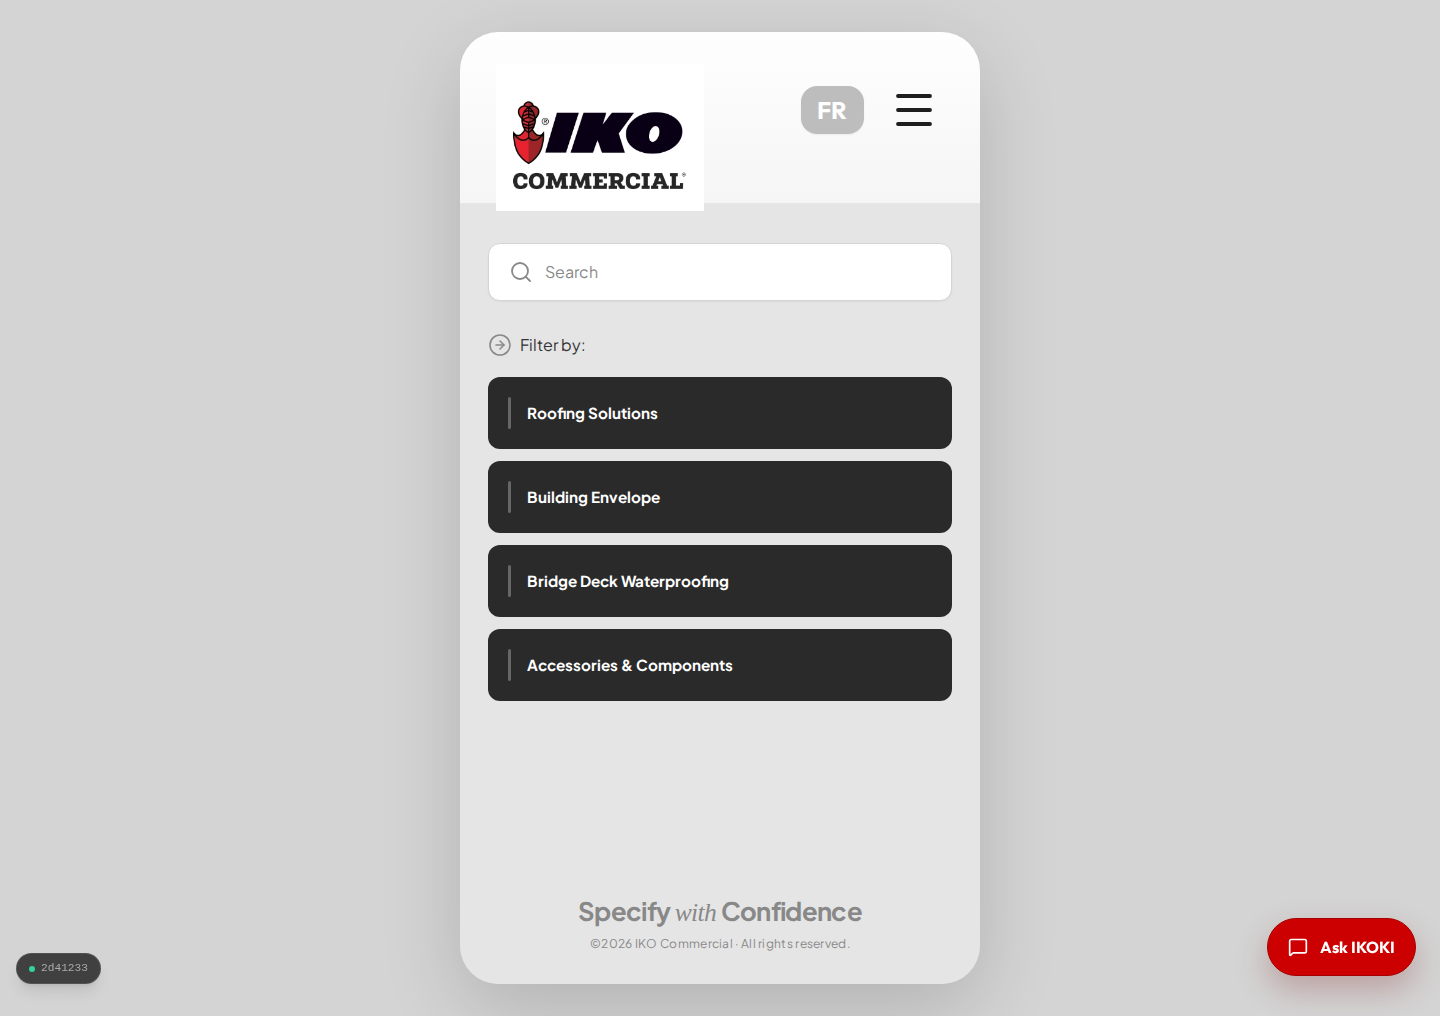 IKO®
COMMERCIAL®
FR
Search
Filter by:
Roofing Solutions
Building Envelope
Bridge Deck Waterproofing
Accessories & Components
Specify with Confidence
©2026 IKO Commercial · All rights reserved.
2d41233
Ask IKOKI